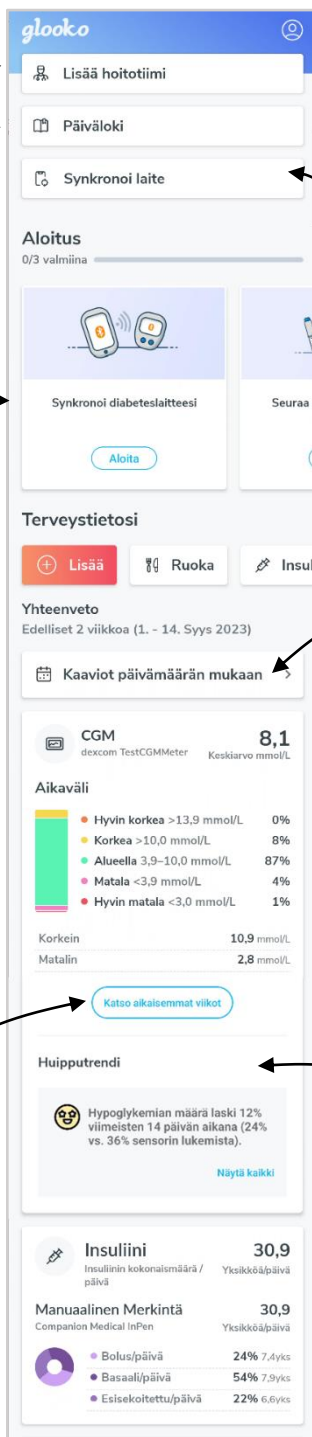 glooko
Lisää hoitotiimi
Päiväloki
Synkronoi laite
Aloitus
0/3 valmiina
Synkronoi diabeteslaitteesi
Seuraa
Aloita
Terveystietosi
Lisää
Ruoka
Insul
Yhteenveto
Edelliset 2 viikkoa (1. - 14. Syys 2023)
Kaaviot päivämäärän mukaan
CGM 8,1
dexcom TestCGMMeter Keskiarvo mmol/L
Aikaväli
Hyvin korkea >13,9 mmol/L 0%
Korkea >10,0 mmol/L 8%
Alueella 3,9–10,0 mmol/L 87%
Matala <3,9 mmol/L 4%
Hyvin matala <3,0 mmol/L 1%
Korkein 10,9 mmol/L
Matalin 2,8 mmol/L
Katso aikaisemmat viikot
Huipputrendi
Hypoglykemian määrä laski 12%
viimeisten 14 päivän aikana (24%
vs. 36% sensorin lukemista).
Näytä kaikki
Insuliini 30,9
Insuliinin kokonaismäärä / Yksikköä/päivä
päivä
Manuaalinen Merkintä 30,9
Companion Medical InPen Yksikköä/päivä
Bolus/päivä 24% 7,4yks
Basaali/päivä 54% 7,9yks
Esisekoitettu/päivä 22% 6,6yks